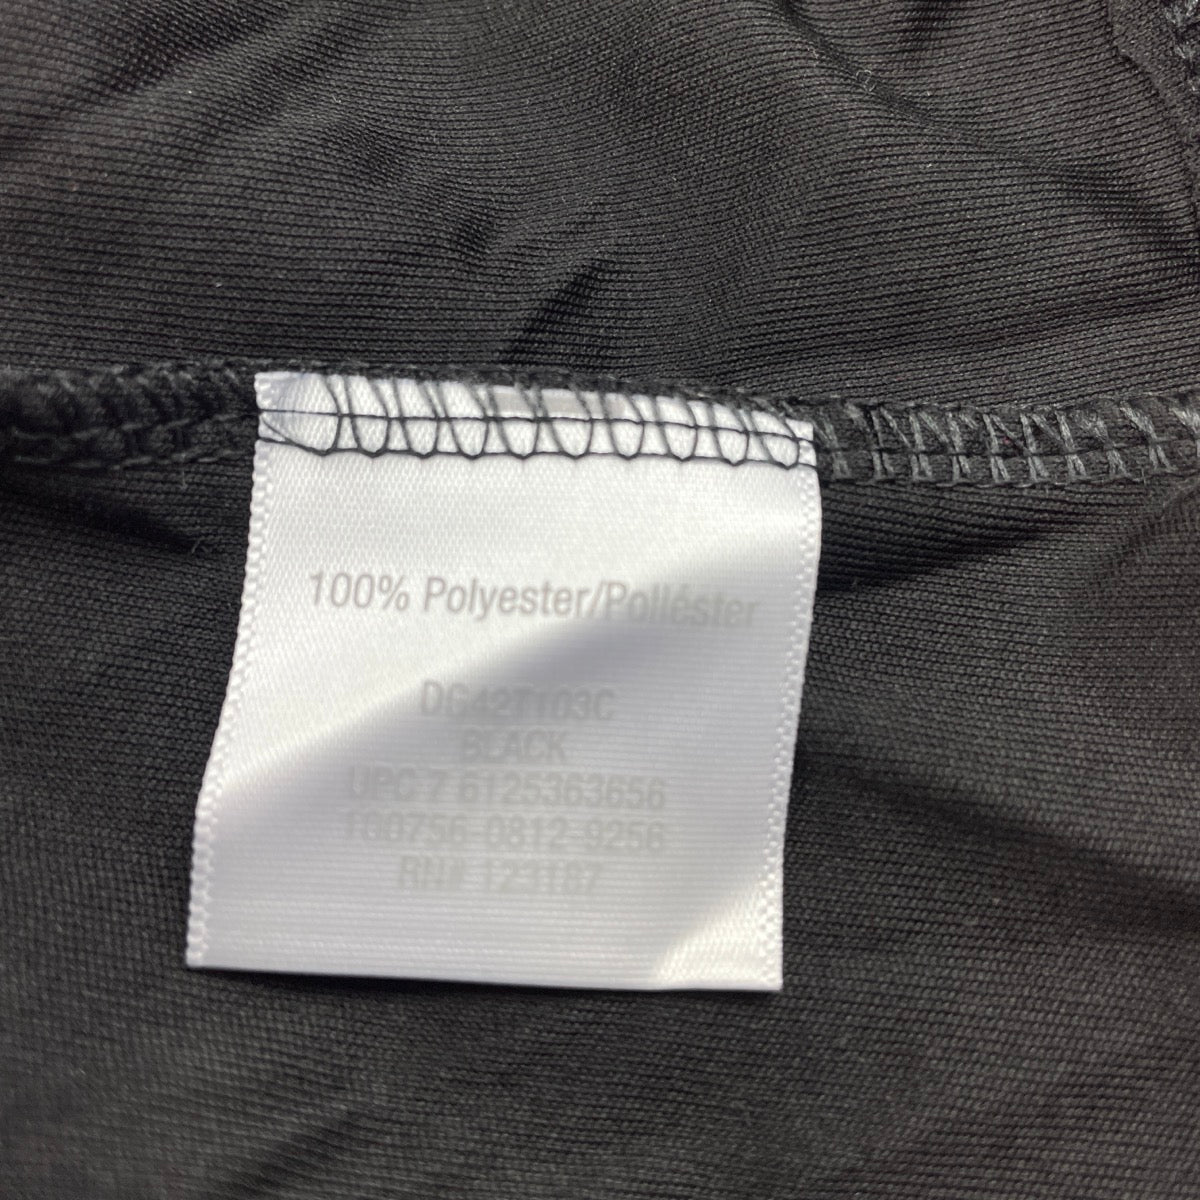 100% Polyester/Poliéster
DG42T103C
BLACK
UPC 7 6125363656
100756-0812-9256
RN# 123187